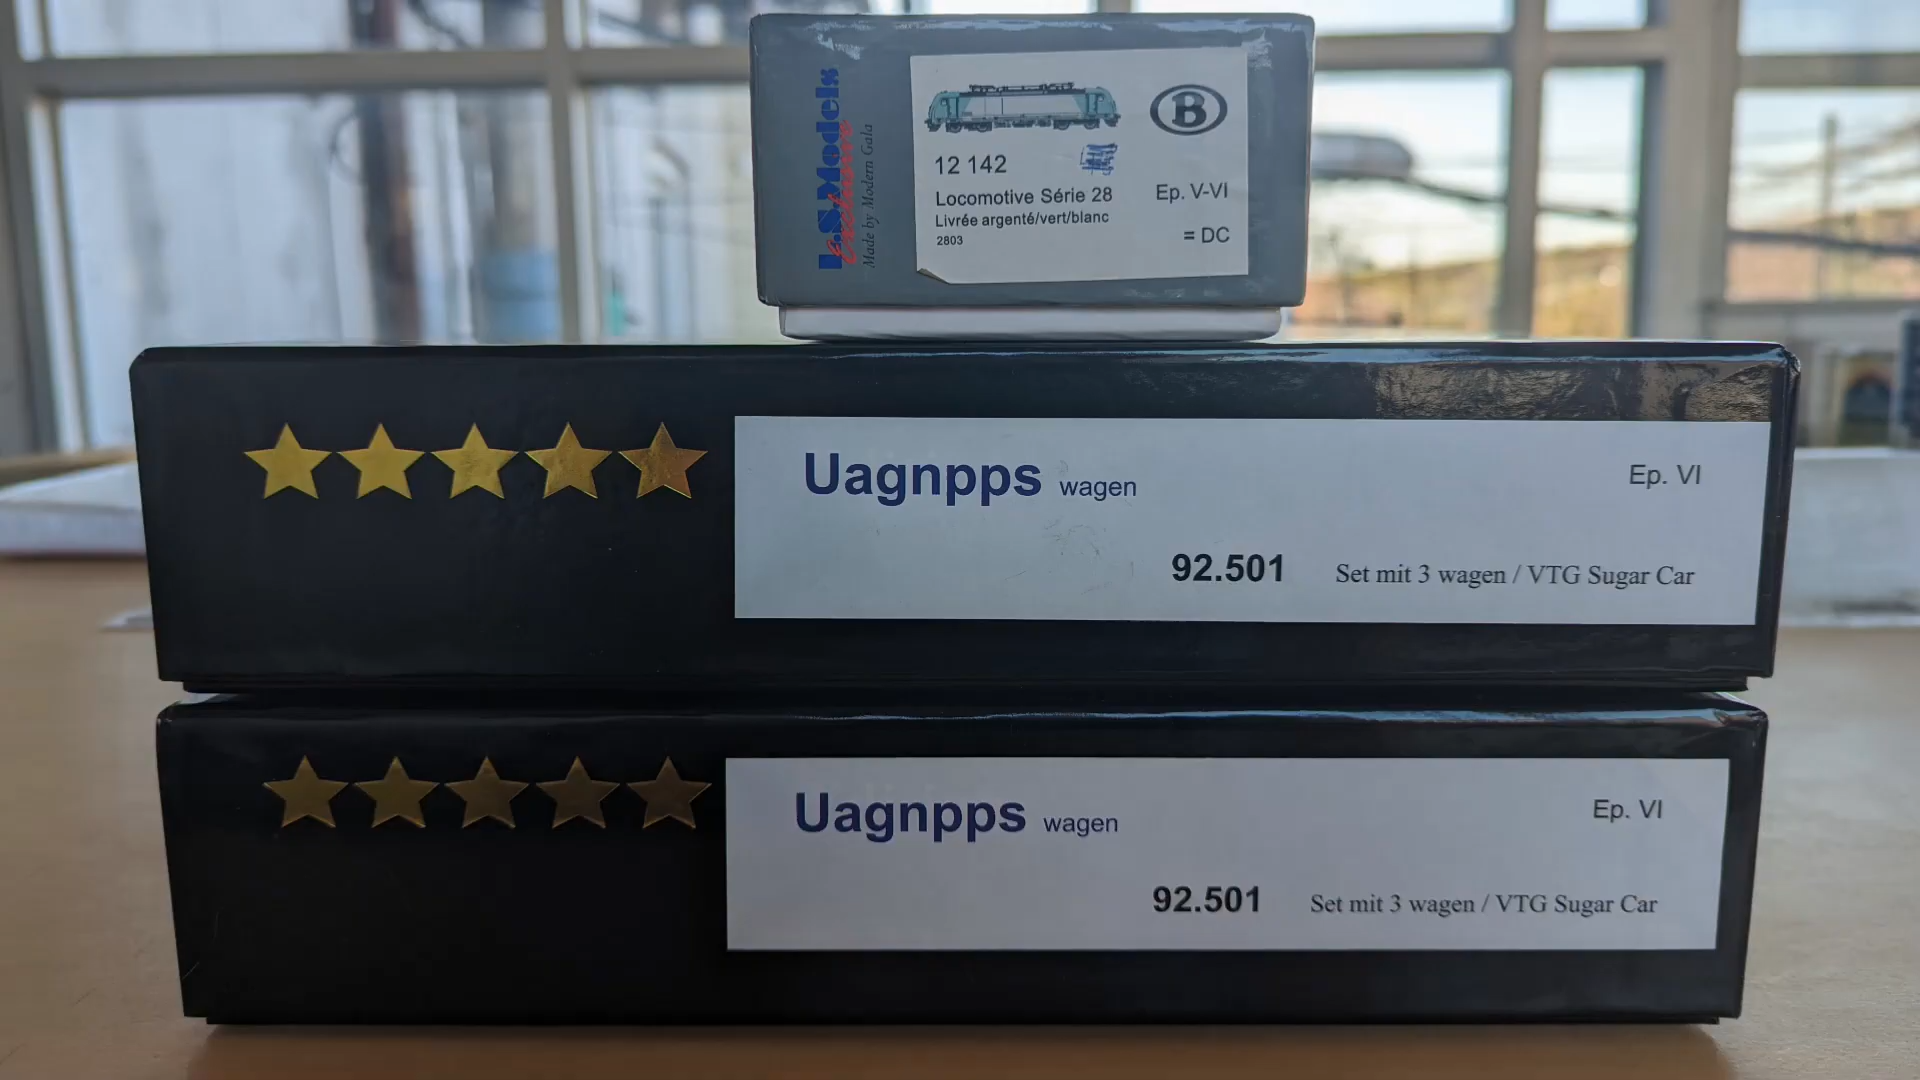 L.S.Models
Exclusive
Made by Modern Gala
B
12 142
Locomotive Série 28
Ep. V-VI
Livrée argenté/vert/blanc
2803
= DC
Uagnpps wagen
Ep. VI
92.501
Set mit 3 wagen / VTG Sugar Car
Uagnpps wagen
Ep. VI
92.501
Set mit 3 wagen / VTG Sugar Car